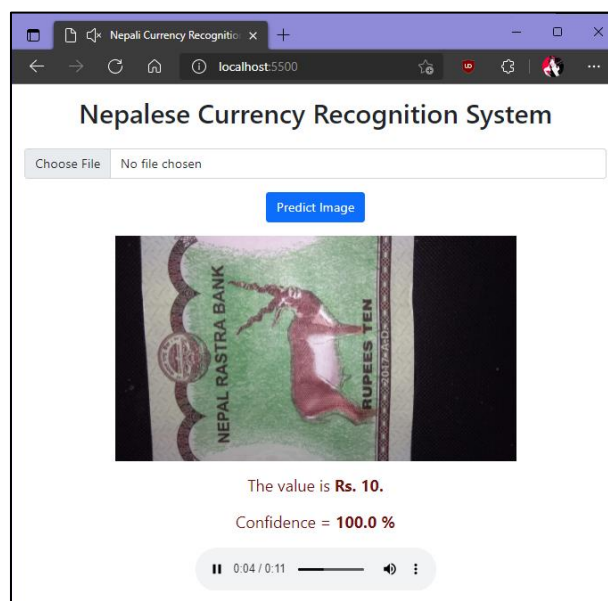 Nepali Currency Recognitio
localhost:5500
Nepalese Currency Recognition System
Choose File No file chosen
Predict Image
NEPAL RASTRA BANK
RUPEES TEN
2017•A.D.
The value is Rs. 10.
Confidence = 100.0 %
0:04 / 0:11